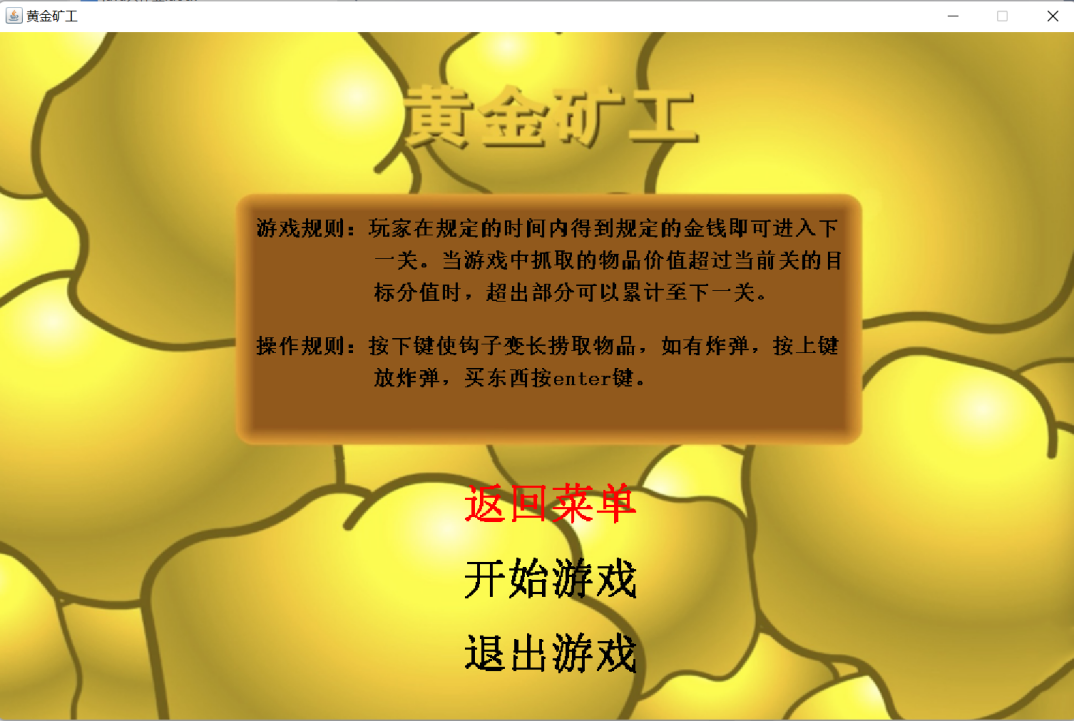 黄金矿工
黄金矿工
游戏规则：玩家在规定的时间内得到规定的金钱即可进入下
一关。当游戏中抓取的物品价值超过当前关的目
标分值时，超出部分可以累计至下一关。
操作规则：按下键使钩子变长捞取物品，如有炸弹，按上键
放炸弹，买东西按enter键。
返回菜单
开始游戏
退出游戏